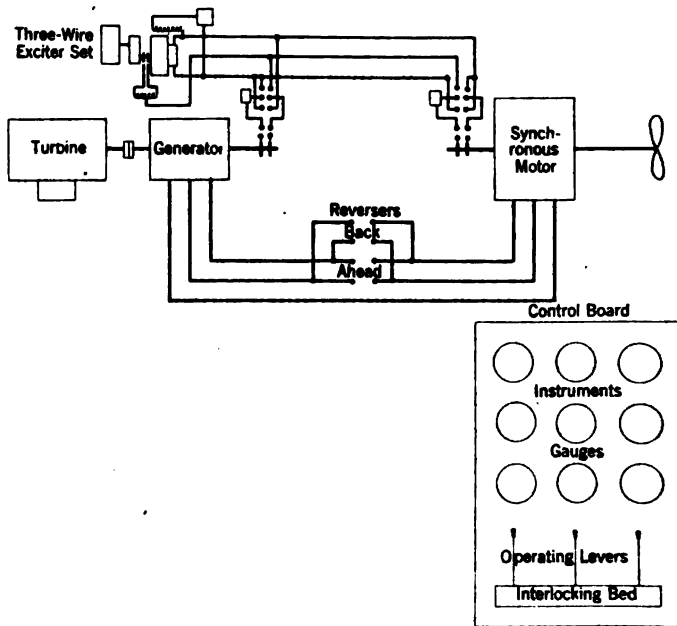 Three-Wire
Exciter Set
Turbine
Generator
Synch-
ronous
Motor
Reversers
Back
Ahead
Control Board
Instruments
Gauges
Operating Levers
Interlocking Bed